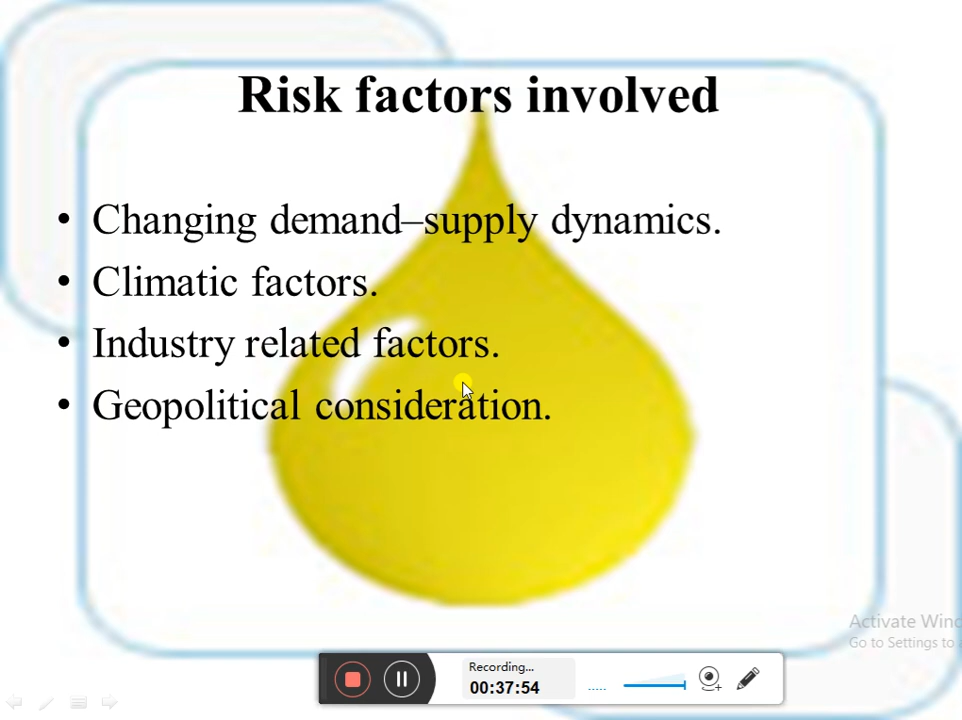 Risk factors involved
• Changing demand–supply dynamics.
• Climatic factors.
• Industry related factors.
• Geopolitical consideration.
Activate Wind
Go to Settings to a
Recording...
00:37:54